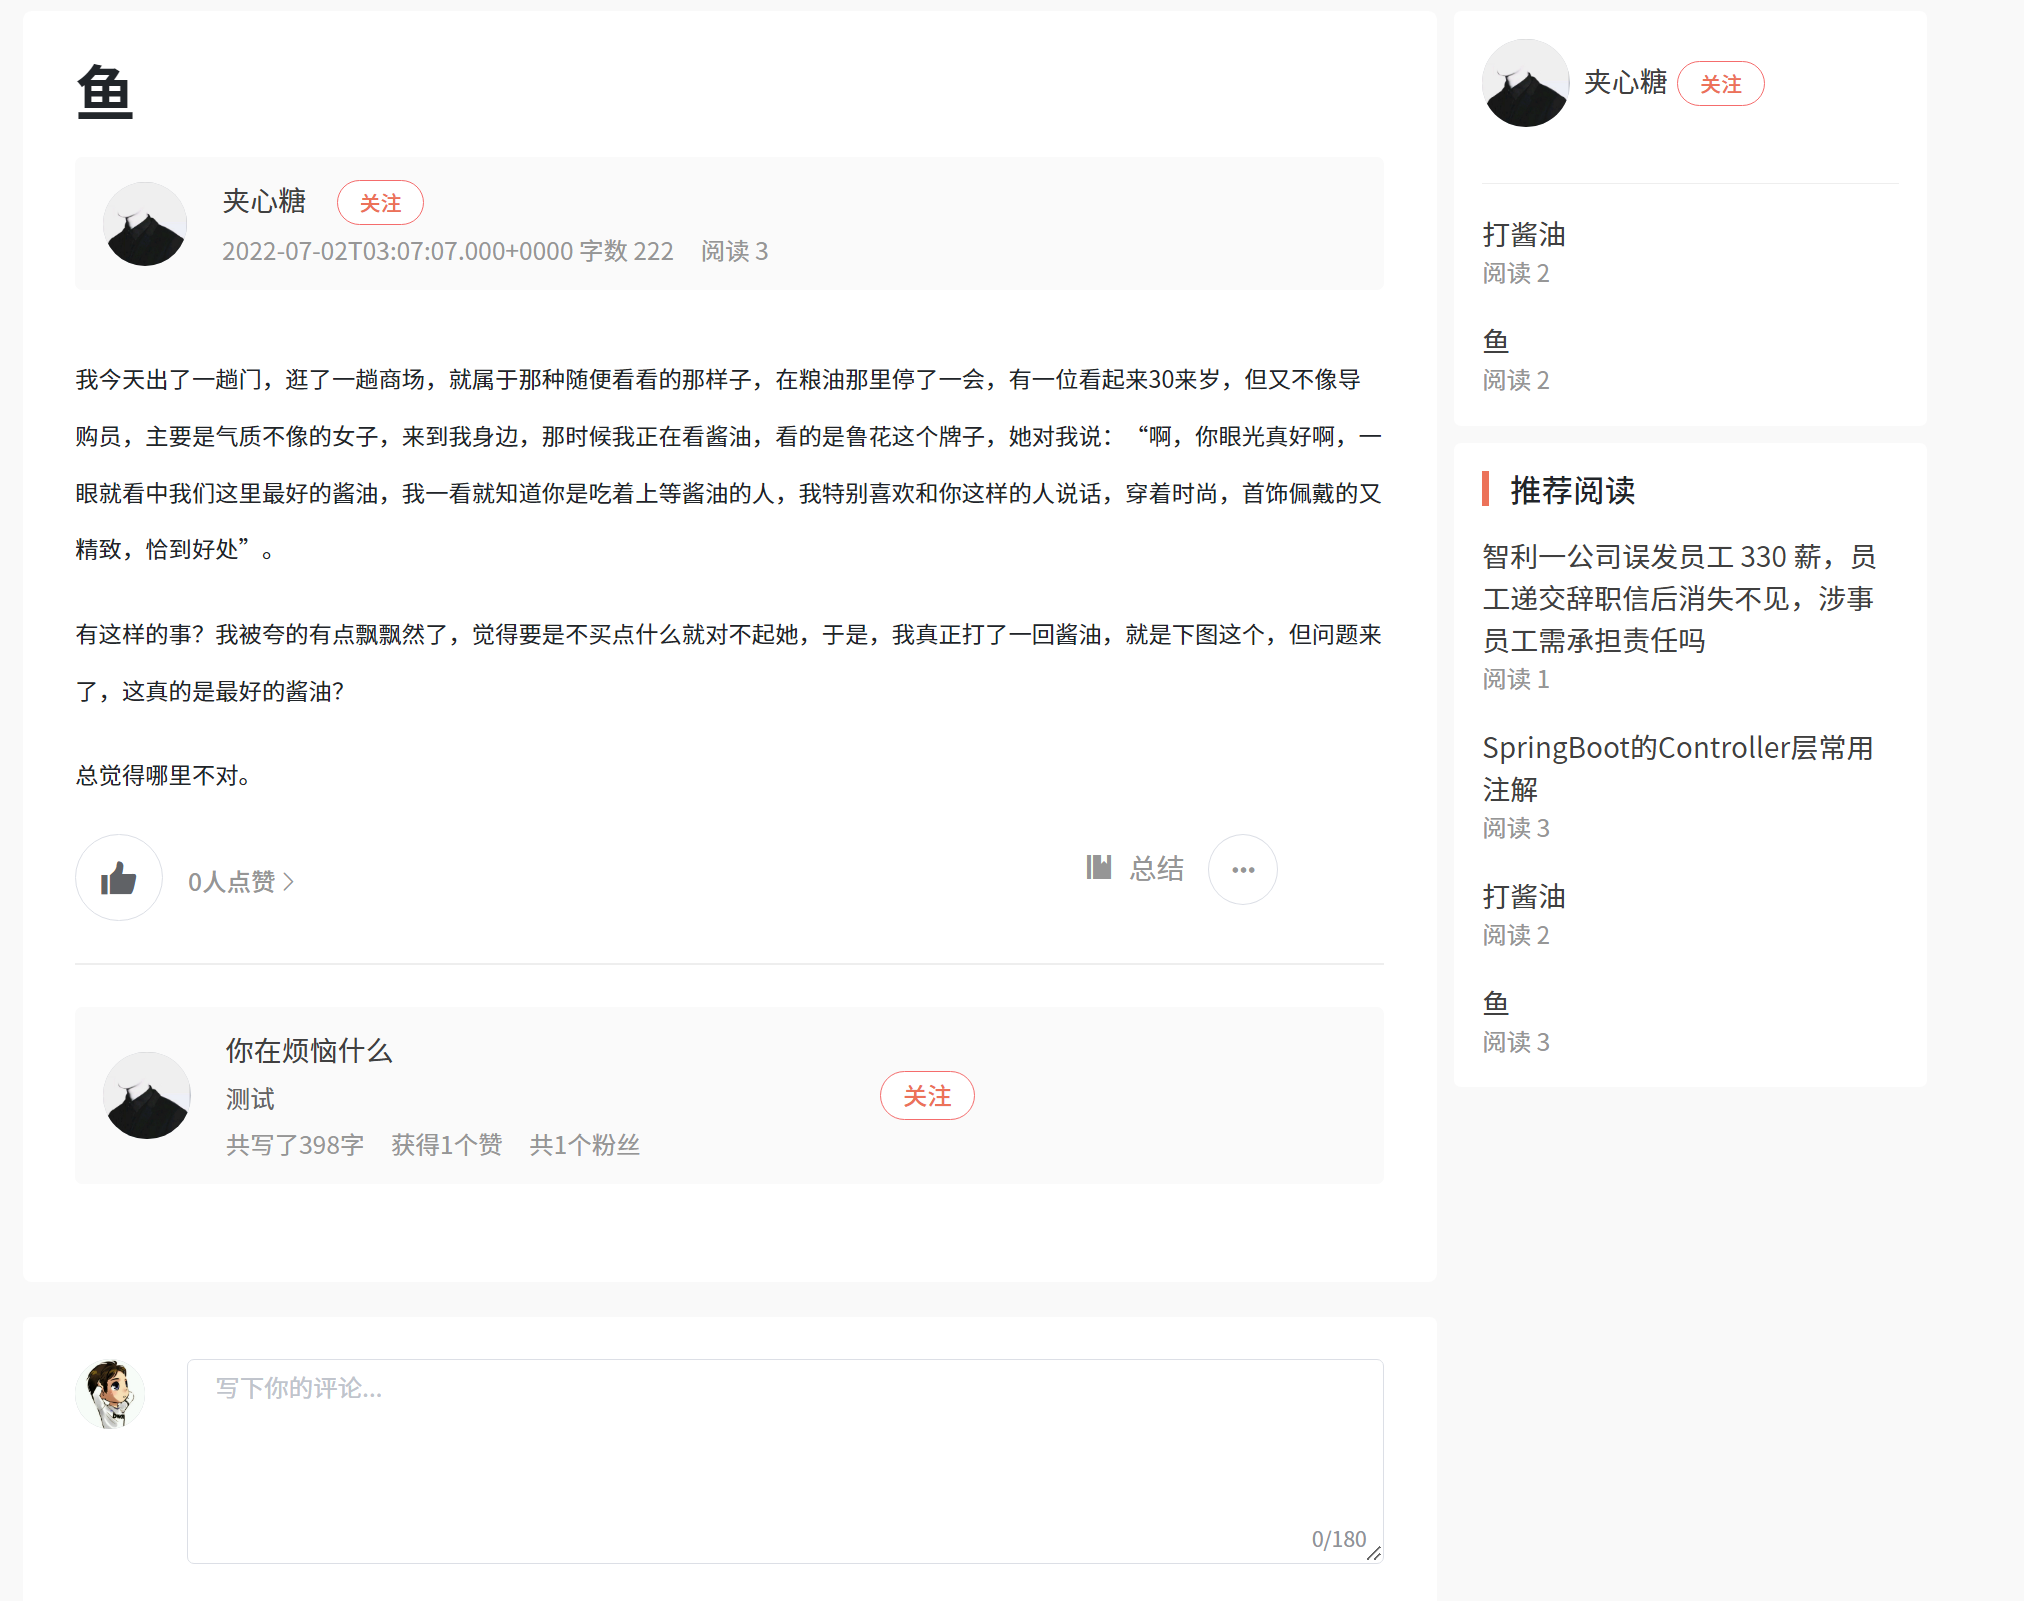 鱼
夹心糖 关注
2022-07-02T03:07:07.000+0000 字数 222 阅读 3
我今天出了一趟门，逛了一趟商场，就属于那种随便看看的那样子，在粮油那里停了一会，有一位看起来30来岁，但又不像导
购员，主要是气质不像的女子，来到我身边，那时候我正在看酱油，看的是鲁花这个牌子，她对我说：“啊，你眼光真好啊，一
眼就看中我们这里最好的酱油，我一看就知道你是吃着上等酱油的人，我特别喜欢和你这样的人说话，穿着时尚，首饰佩戴的又
精致，恰到好处”。
有这样的事？我被夸的有点飘飘然了，觉得要是不买点什么就对不起她，于是，我真正打了一回酱油，就是下图这个，但问题来
了，这真的是最好的酱油？
总觉得哪里不对。
0人点赞
总结
你在烦恼什么
测试
关注
共写了398字 获得1个赞 共1个粉丝
写下你的评论...
0/180
夹心糖 关注
打酱油
阅读 2
鱼
阅读 2
推荐阅读
智利一公司误发员工 330 薪，员
工递交辞职信后消失不见，涉事
员工需承担责任吗
阅读 1
SpringBoot的Controller层常用
注解
阅读 3
打酱油
阅读 2
鱼
阅读 3